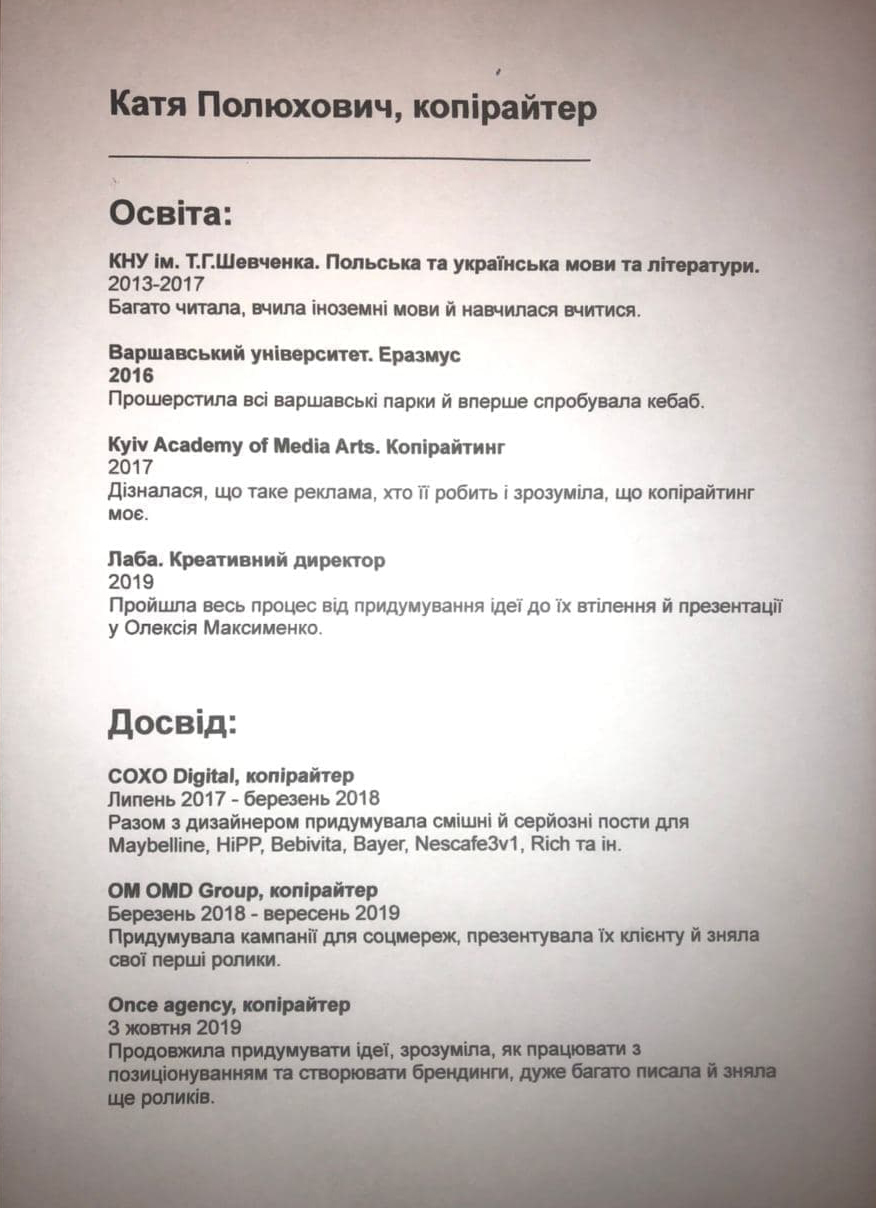 Катя Полюхович, копірайтер
Освіта:
КНУ ім. Т.Г.Шевченка. Польська та українська мови та літератури.
2013-2017
Багато читала, вчила іноземні мови й навчилася вчитися.
Варшавський університет. Еразмус
2016
Прошерстила всі варшавські парки й вперше спробувала кебаб.
Kyiv Academy of Media Arts. Копірайтинг
2017
Дізналася, що таке реклама, хто її робить і зрозуміла, що копірайтинг
моє.
Лаба. Креативний директор
2019
Пройшла весь процес від придумування ідеї до їх втілення й презентації
у Олексія Максименко.
Досвід:
COXO Digital, копірайтер
Липень 2017 - березень 2018
Разом з дизайнером придумувала смішні й серйозні пости для
Maybelline, HiPP, Bebivita, Bayer, Nescafe3v1, Rich та ін.
OM OMD Group, копірайтер
Березень 2018 - вересень 2019
Придумувала кампанії для соцмереж, презентувала їх клієнту й зняла
свої перші ролики.
Once agency, копірайтер
З жовтня 2019
Продовжила придумувати ідеї, зрозуміла, як працювати з
позиціонуванням та створювати брендинги, дуже багато писала й зняла
ще роликів.